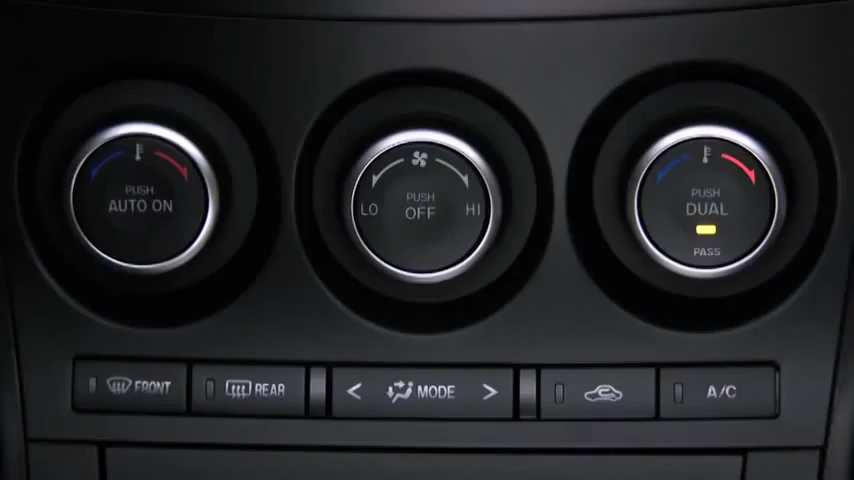 PUSH
AUTO ON
PUSH
OFF
LO
HI
PUSH
DUAL
PASS
FRONT
REAR
< MODE >
A/C